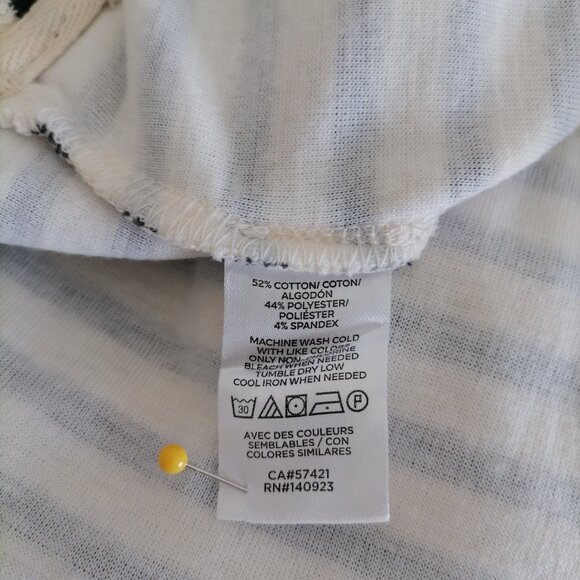 52% COTTON/ COTON/
ALGODÓN
44% POLYESTER/
POLIÉSTER
4% SPANDEX
MACHINE WASH COLD
WITH LIKE COLORS
ONLY NON-CHLORINE
BLEACH WHEN NEEDED
TUMBLE DRY LOW
COOL IRON WHEN NEEDED
30 P
AVEC DES COULEURS
SEMBLABLES / CON
COLORES SIMILARES
CA#57421
RN#140923